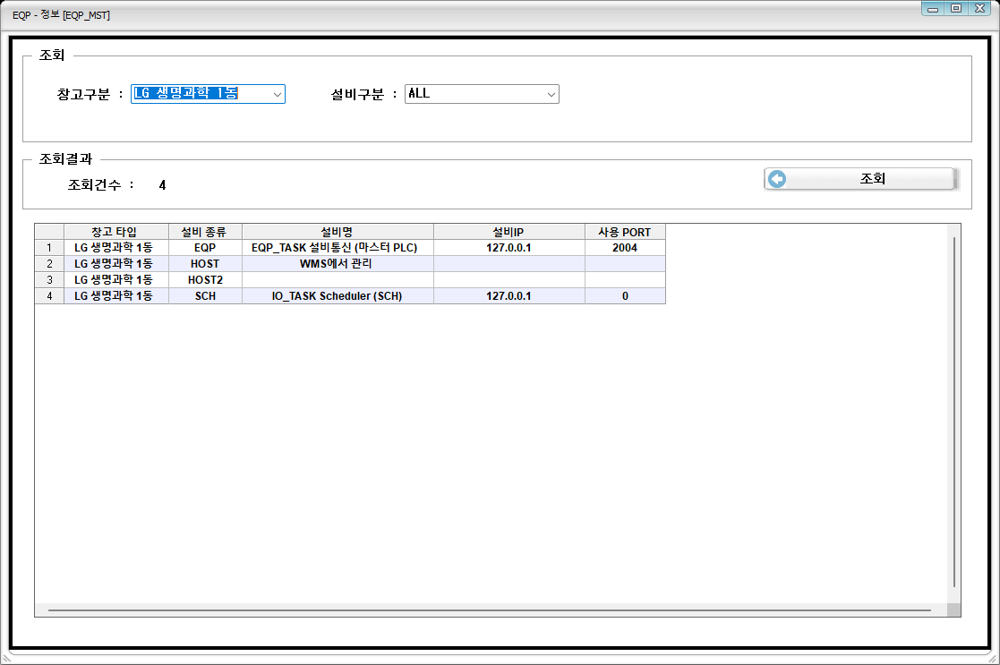 EQP - 정보 [EQP_MST]
조회
창고구분 : LG 생명과학 1동 설비구분 : ALL
조회결과
조회건수 : 4 조회
창고 타입 설비 종류 설비명 설비IP 사용 PORT
1 LG 생명과학 1동 EQP EQP_TASK 설비통신 (마스터 PLC) 127.0.0.1 2004
2 LG 생명과학 1동 HOST WMS에서 관리
3 LG 생명과학 1동 HOST2
4 LG 생명과학 1동 SCH IO_TASK Scheduler (SCH) 127.0.0.1 0